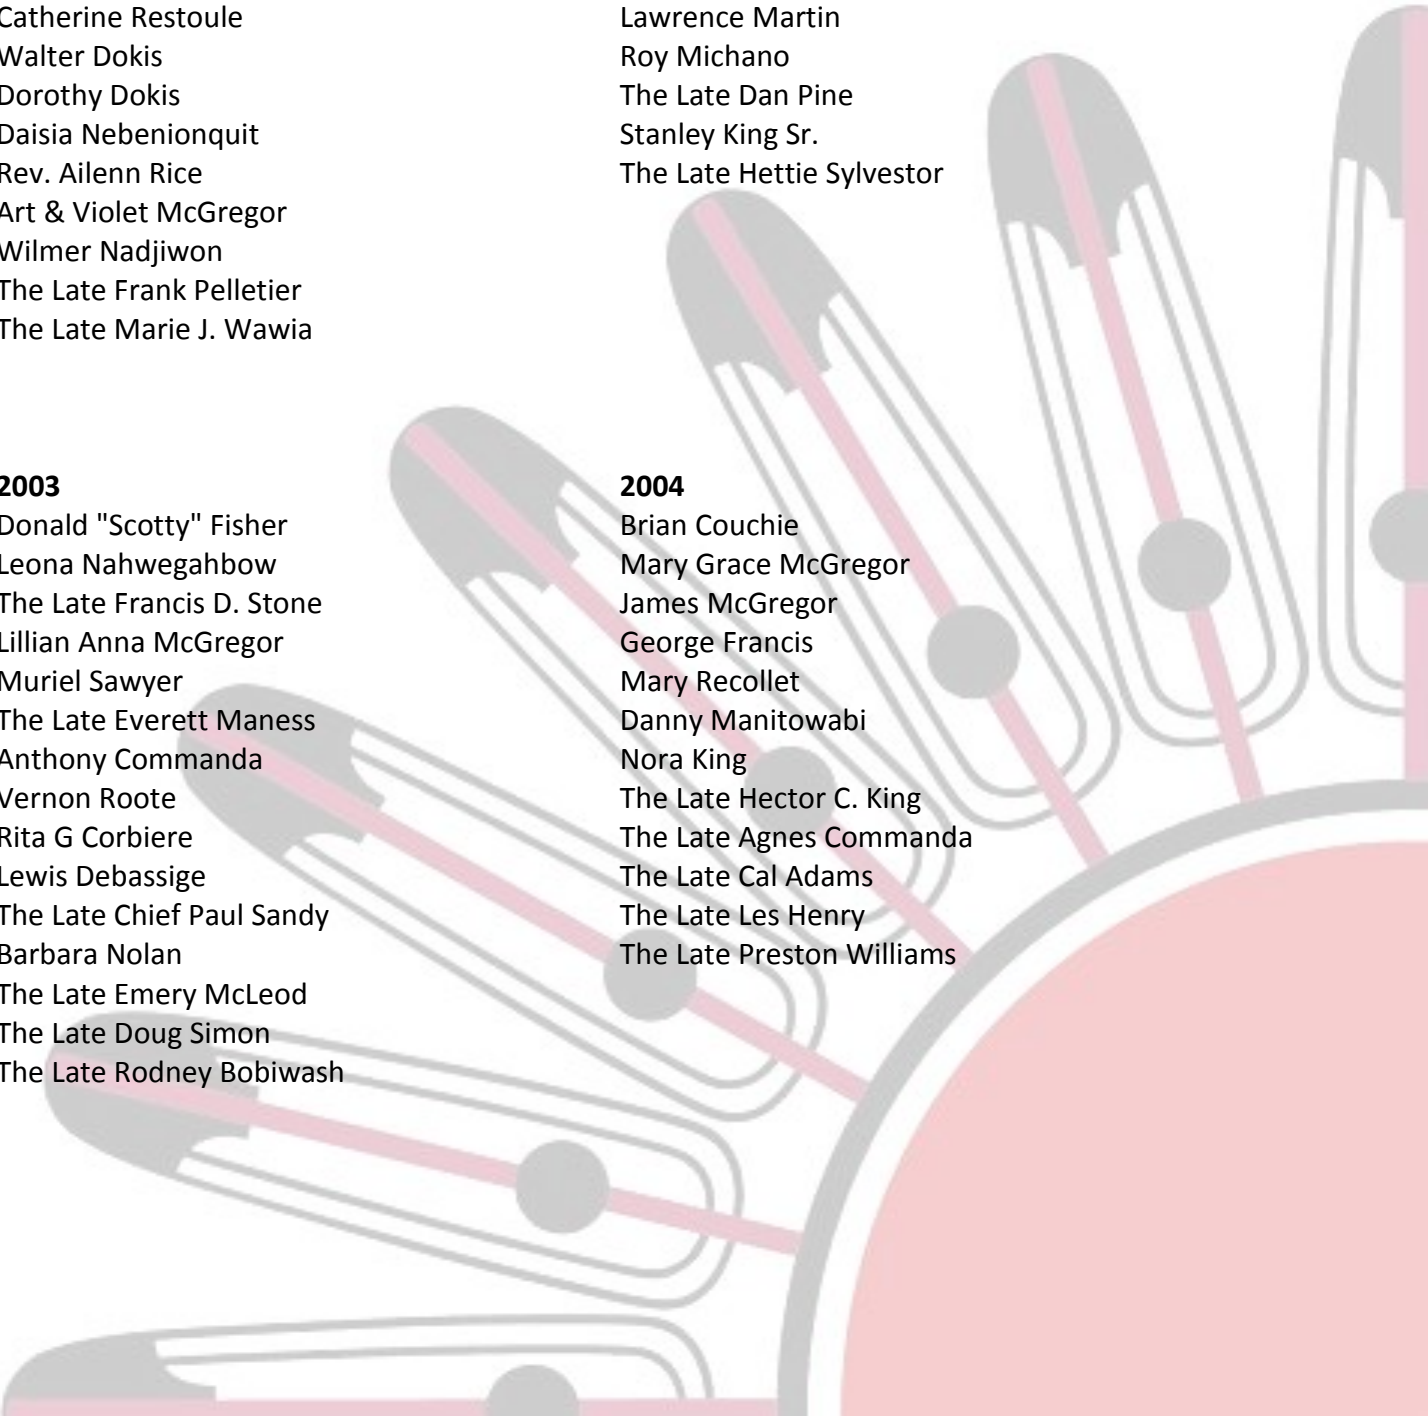 Catherine Restoule
Walter Dokis
Dorothy Dokis
Daisia Nebenionquit
Rev. Ailenn Rice
Art & Violet McGregor
Wilmer Nadjiwon
The Late Frank Pelletier
The Late Marie J. Wawia
Lawrence Martin
Roy Michano
The Late Dan Pine
Stanley King Sr.
The Late Hettie Sylvestor
2003
Donald "Scotty" Fisher
Leona Nahwegahbow
The Late Francis D. Stone
Lillian Anna McGregor
Muriel Sawyer
The Late Everett Maness
Anthony Commanda
Vernon Roote
Rita G Corbiere
Lewis Debassige
The Late Chief Paul Sandy
Barbara Nolan
The Late Emery McLeod
The Late Doug Simon
The Late Rodney Bobiwash
2004
Brian Couchie
Mary Grace McGregor
James McGregor
George Francis
Mary Recollet
Danny Manitowabi
Nora King
The Late Hector C. King
The Late Agnes Commanda
The Late Cal Adams
The Late Les Henry
The Late Preston Williams